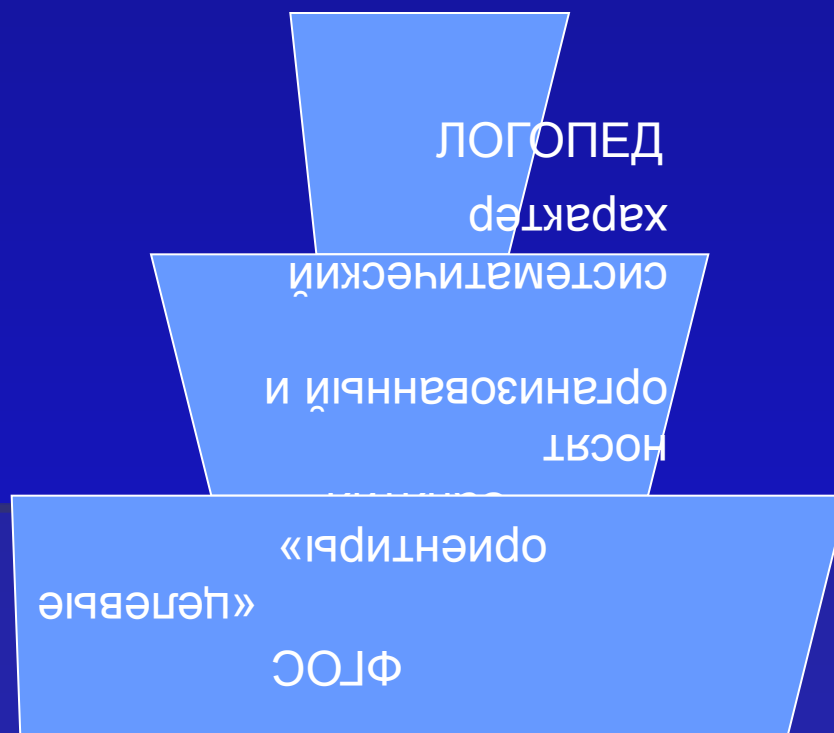 ЛОГОПЕД
носят
организованный и
систематический
характер
ФГОС
«целевые
ориентиры»